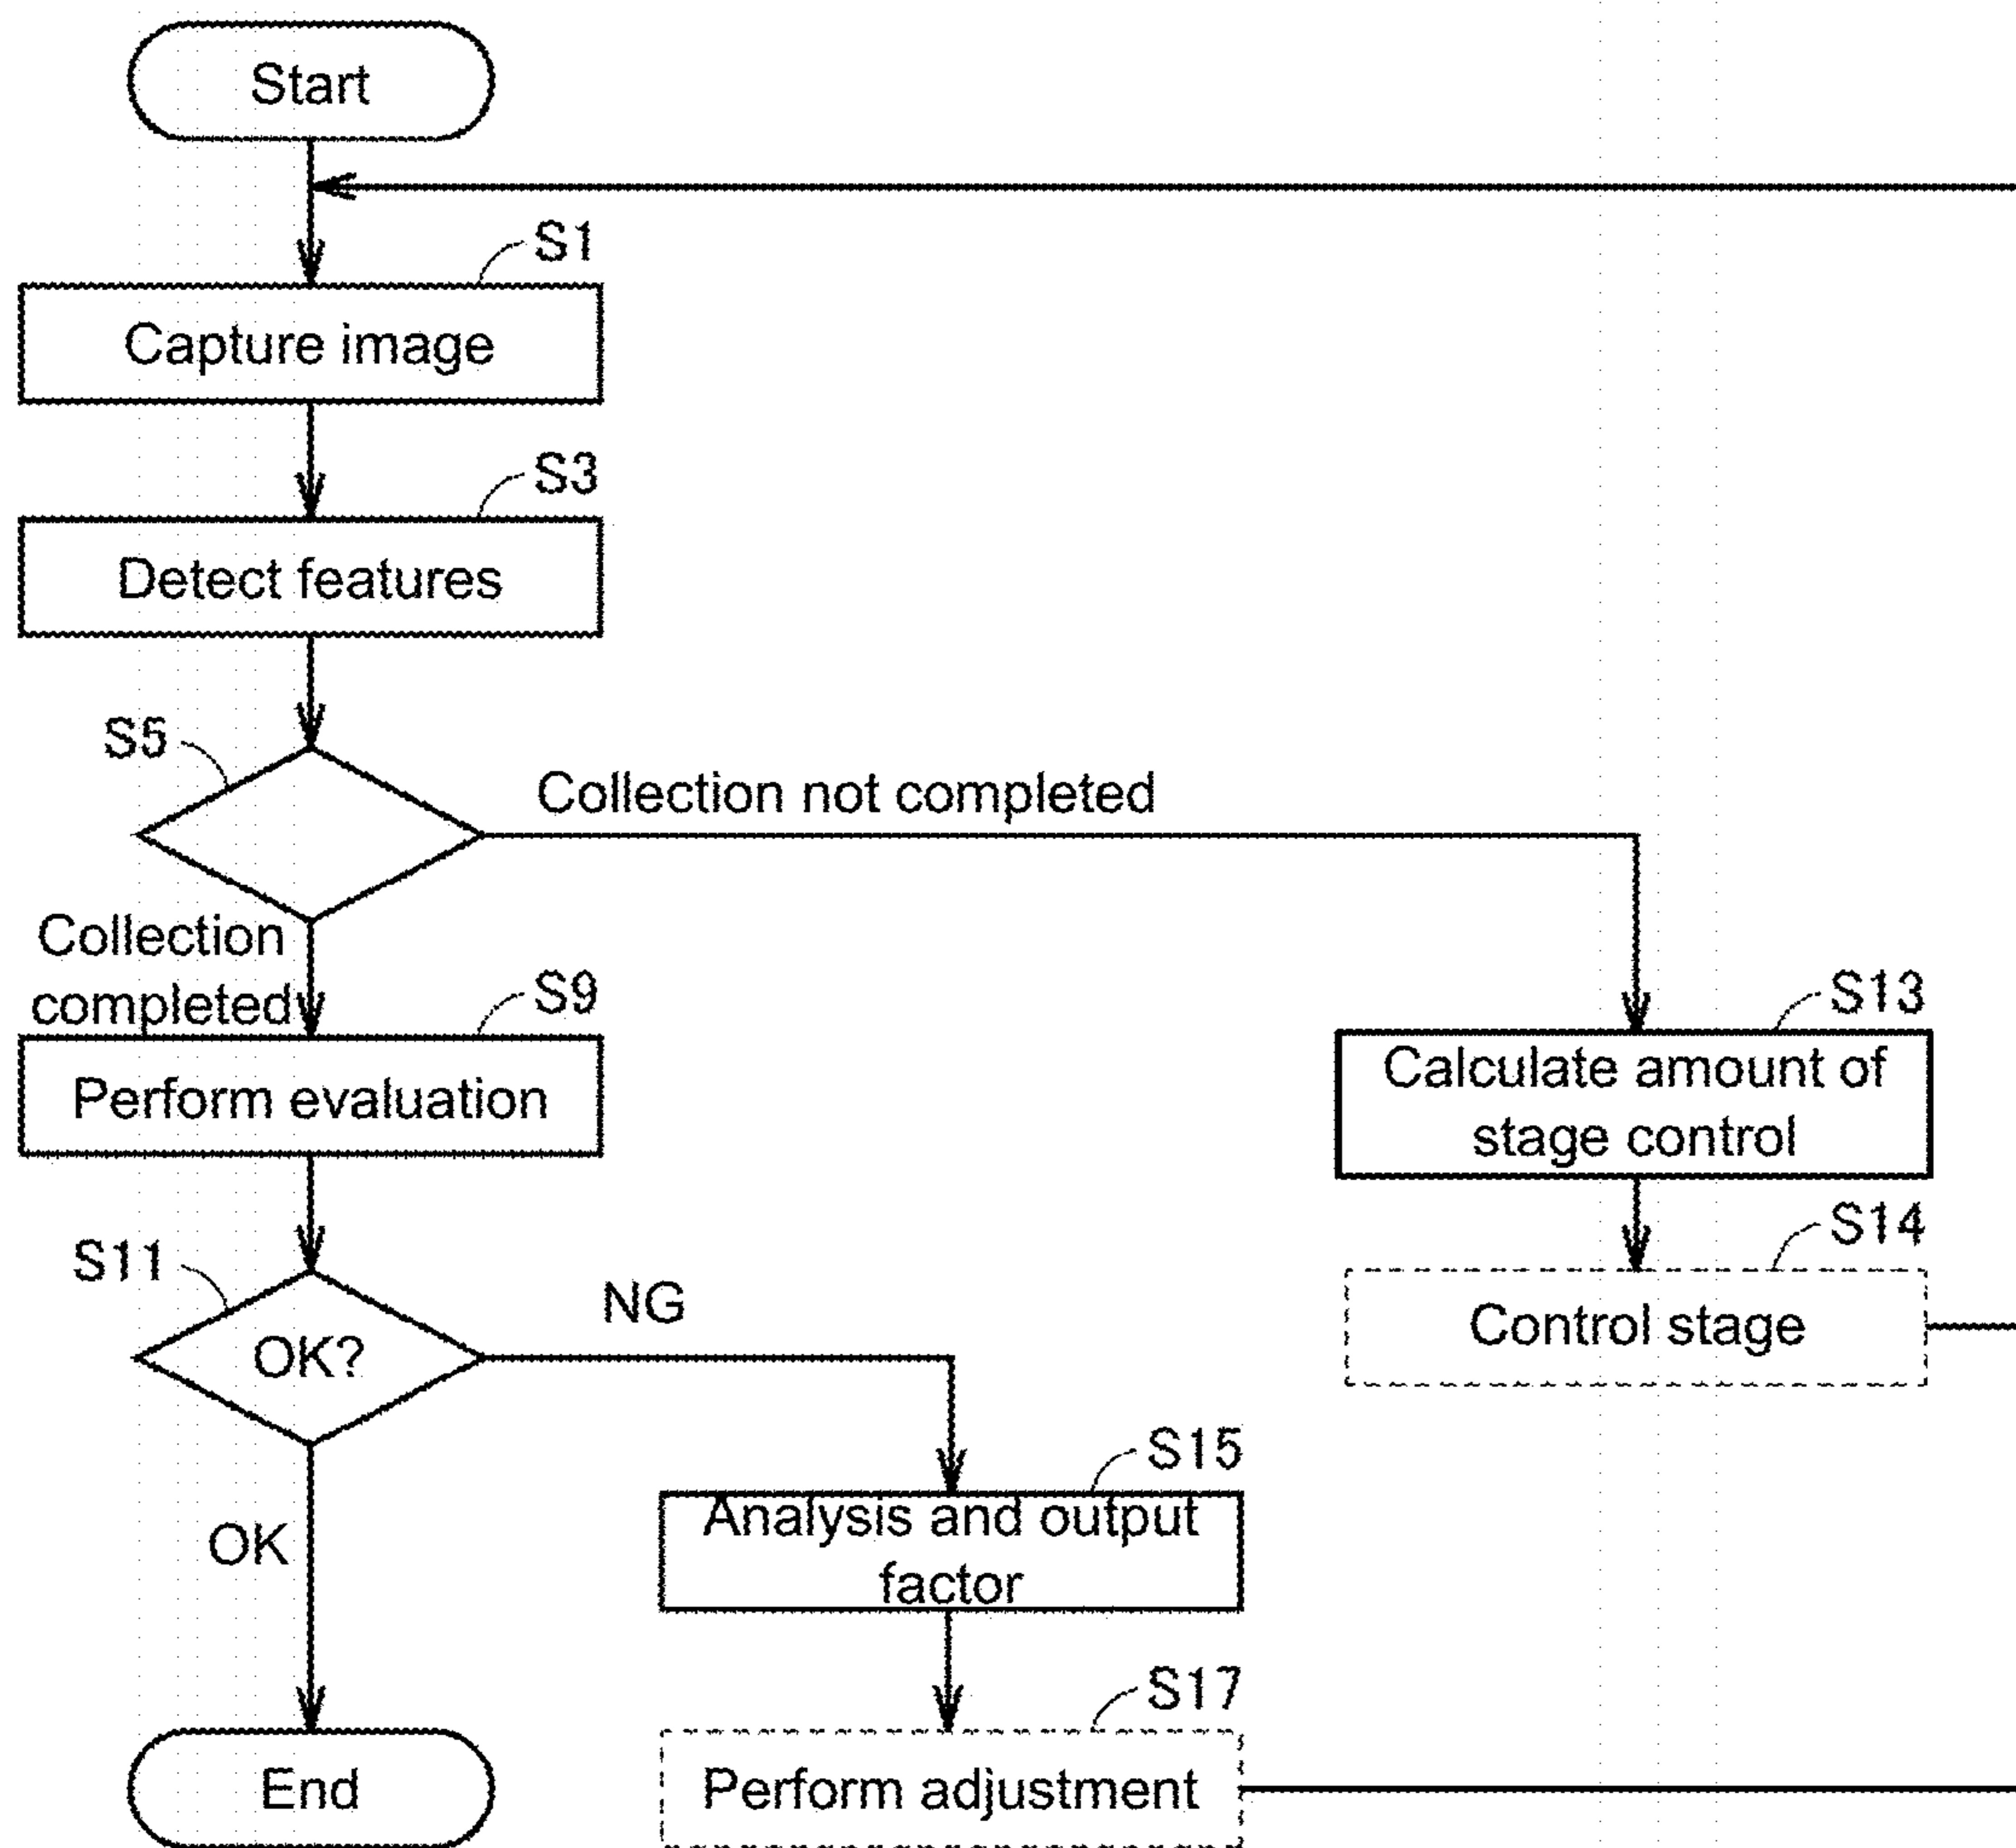 Start
S1
Capture image
S3
Detect features
S5
Collection not completed
Collection
completed
S9
Perform evaluation
S13
Calculate amount of
stage control
S14
Control stage
S11
OK?
NG
OK
S15
Analysis and output
factor
S17
Perform adjustment
End